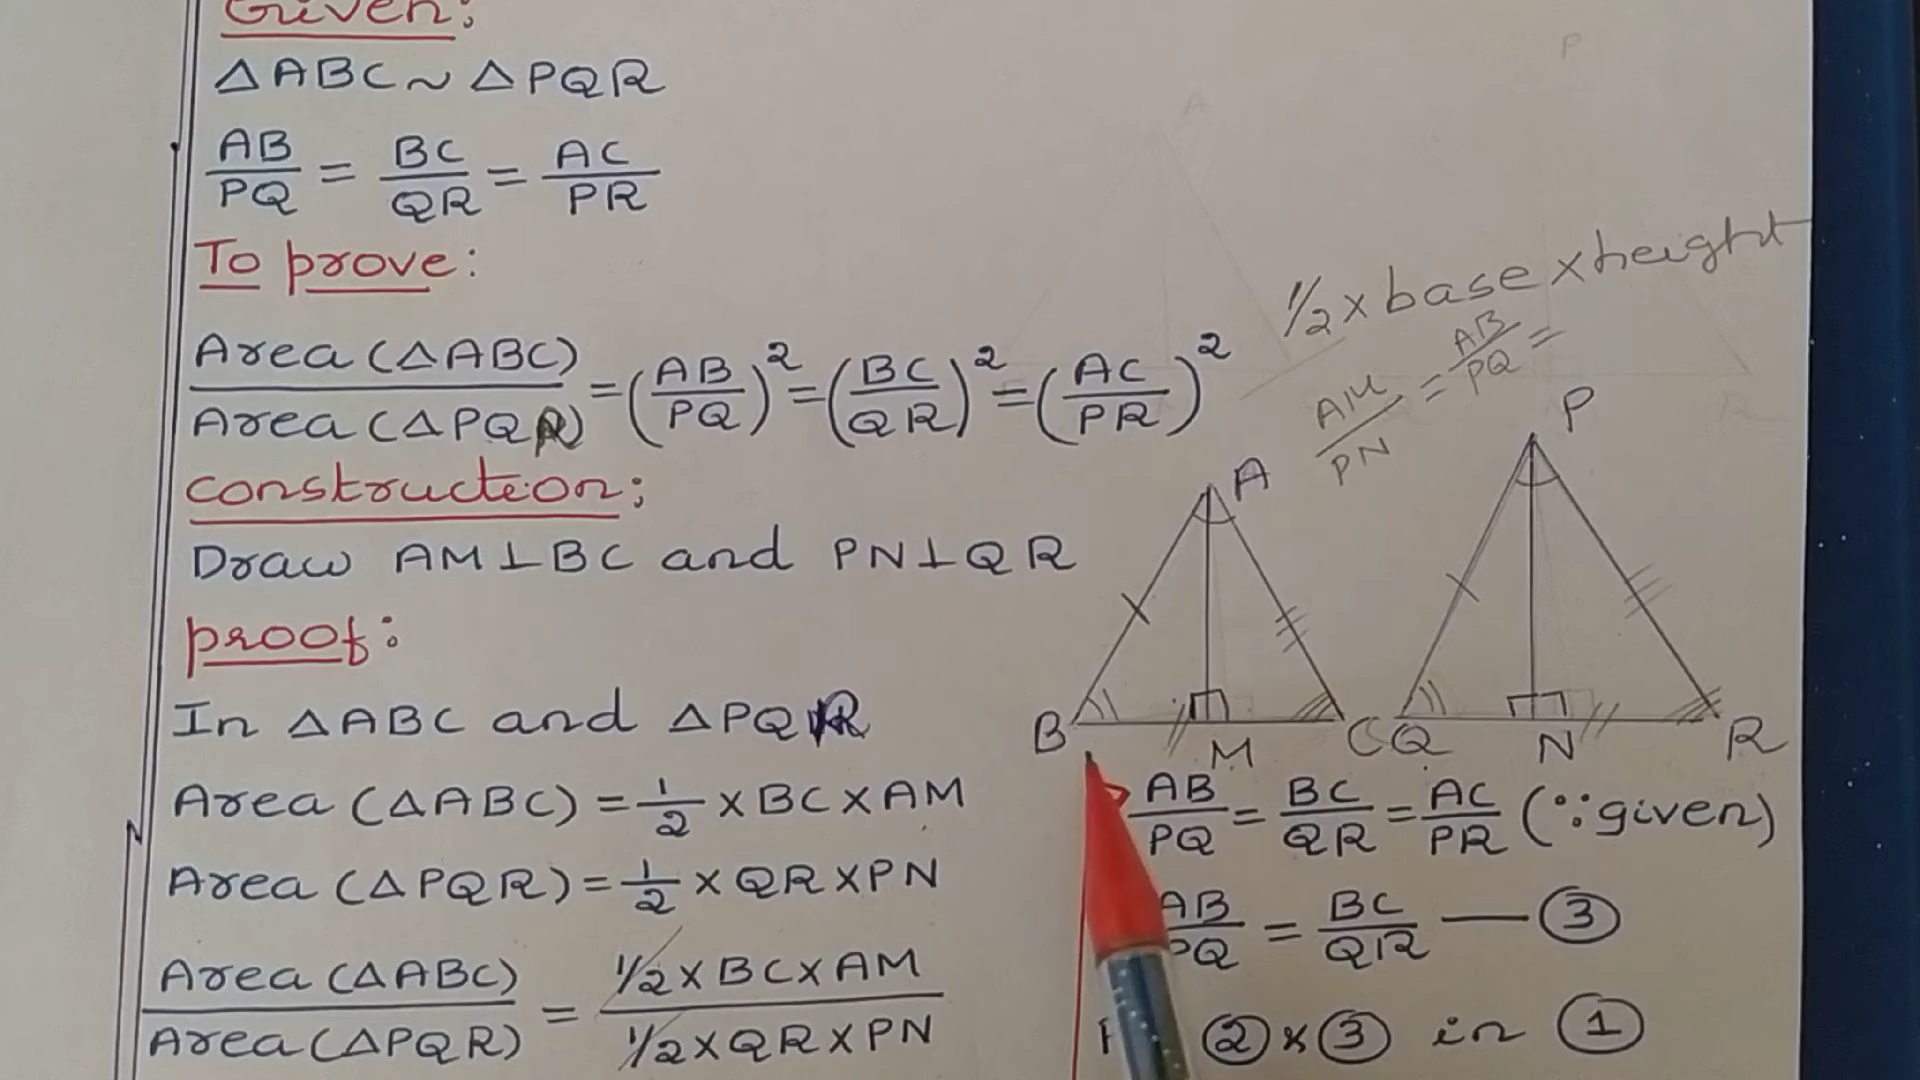 Given:
△ABC ~ △PQR
AB/PQ = BC/QR = AC/PR
To prove:
Area (△ABC)/Area (△PQR) = (AB/PQ)² = (BC/QR)² = (AC/PR)²
construction:
Draw AM⊥BC and PN⊥QR
proof:
In △ABC and △PQR
Area (△ABC) = 1/2 × BC × AM
Area (△PQR) = 1/2 × QR × PN
Area (△ABC)/Area (△PQR) = 1/2 × BC × AM/1/2 × QR × PN
1/2 × base × height
AM/PN = AB/PQ =
A
P
B
M
C
Q
N
R
AB/PQ = BC/QR = AC/PR (∵ given)
AB/PQ = BC/QR — ③
② × ③ in ①
P
A